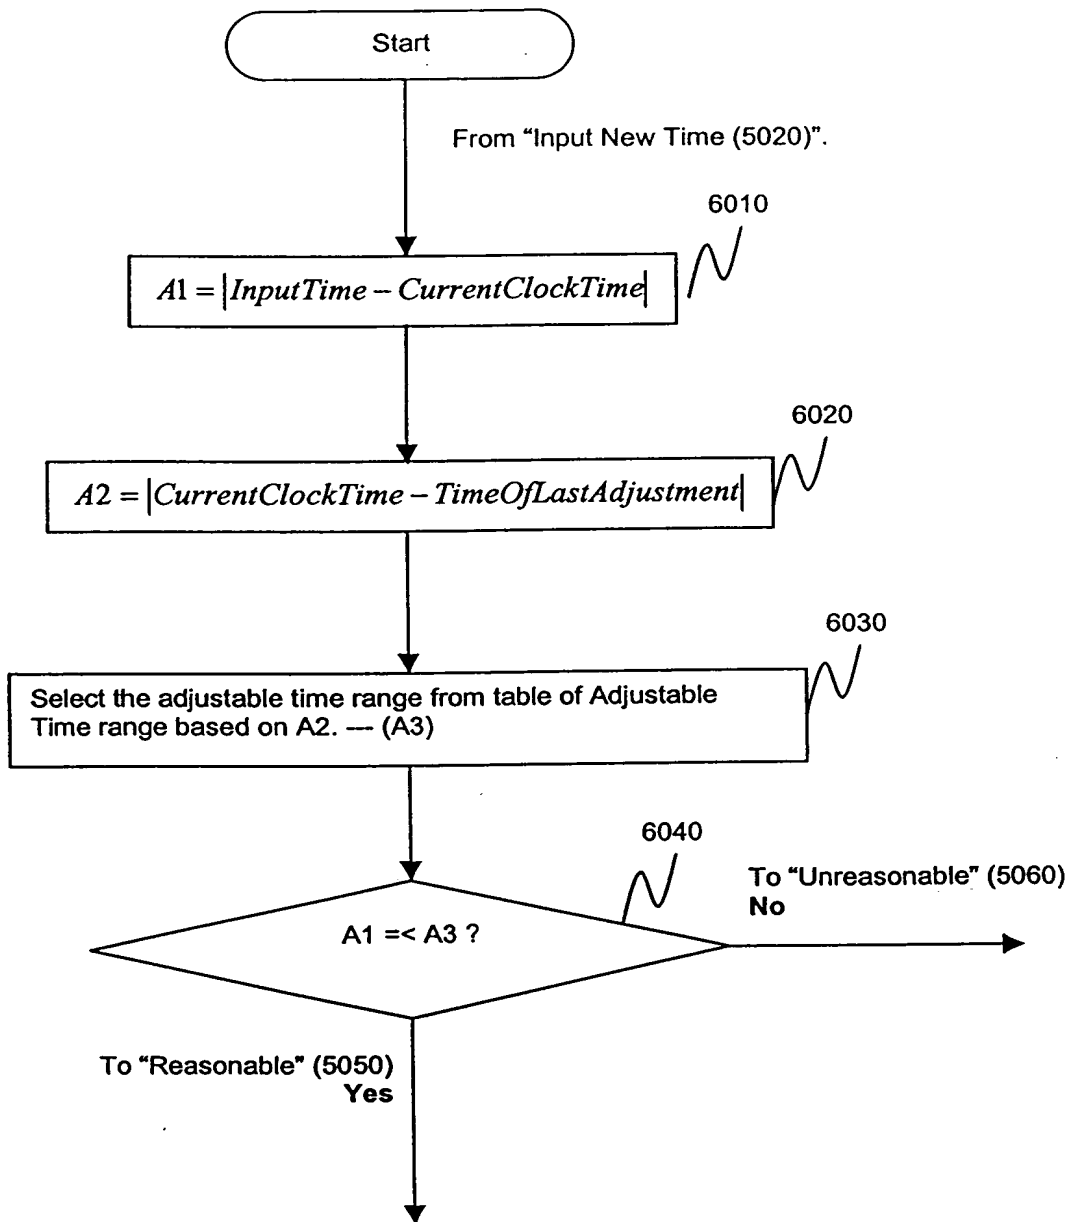 Start
From “Input New Time (5020)”.
6010
A1 = |InputTime – CurrentClockTime|
6020
A2 = |CurrentClockTime – TimeOfLastAdjustment|
6030
Select the adjustable time range from table of Adjustable
Time range based on A2. --- (A3)
6040
To “Unreasonable” (5060)
No
A1 =< A3 ?
To “Reasonable” (5050)
Yes